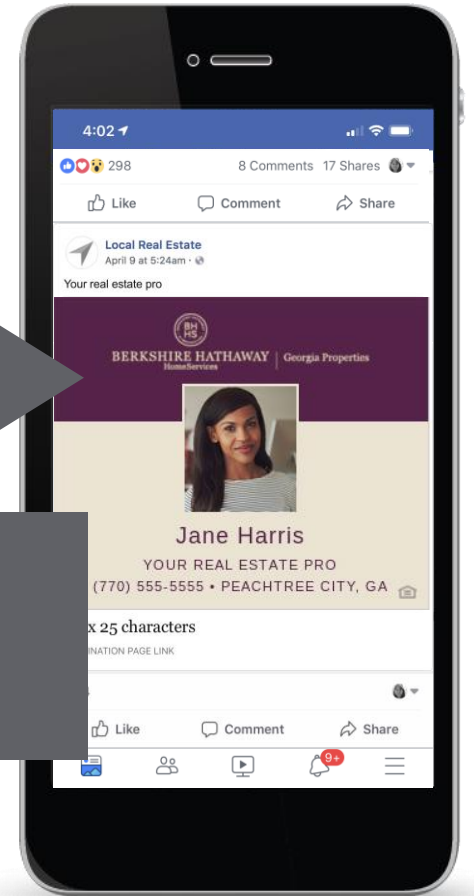 4:02
298 8 Comments 17 Shares
Like Comment Share
Local Real Estate
April 9 at 5:24am ·
Your real estate pro
BH
HS
BERKSHIRE HATHAWAY | Georgia Properties
HomeServices
Jane Harris
YOUR REAL ESTATE PRO
(770) 555-5555 • PEACHTREE CITY, GA
x 25 characters
PAGE LINK
Like Comment Share
9+